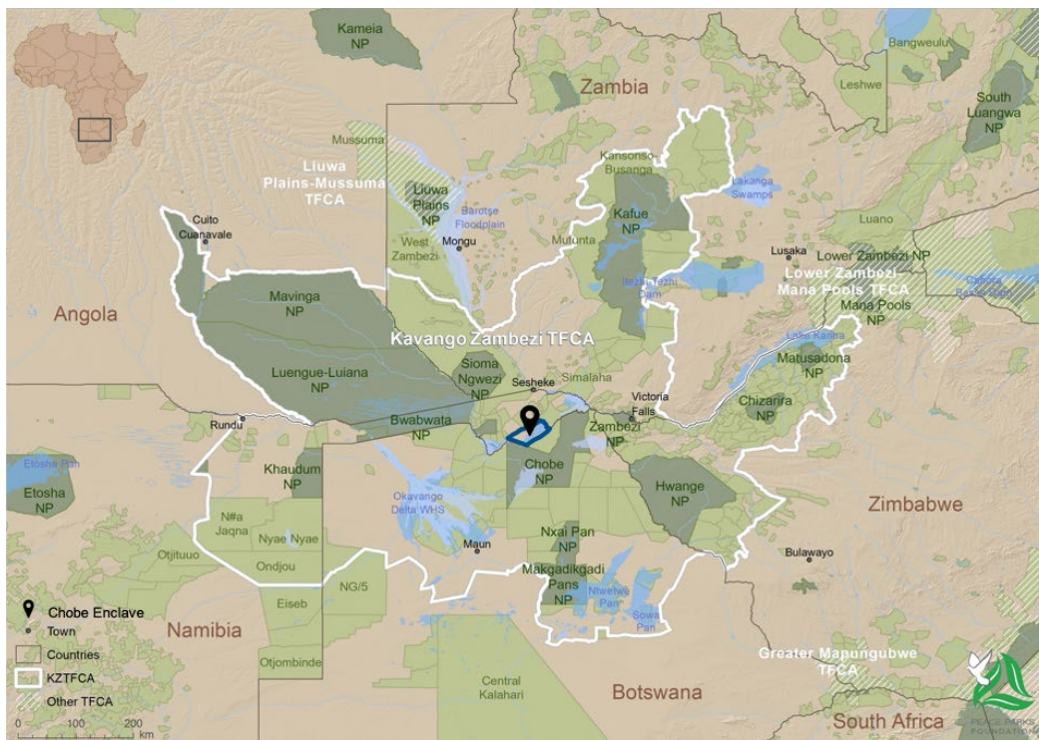 Kameia
NP
Zambia
Bangweulu
Leshwe
South
Luangwa
NP
Mussuma
Liuwa
Plains-Mussuma
TFCA
Liuwa
Plains
NP
Kansonso-
Busanga
Lukanga
Swamps
Kafue
NP
Barotse
Floodplain
Cuito
Cuanavale
West
Zambezi
Mongu
Mufunta
Luano
Lusaka
Lower Zambezi NP
Lower Zambezi-
Mana Pools TFCA
Itezhi-Tezhi
Dam
Mana Pools
NP
Mavinga
NP
Angola
Kavango Zambezi TFCA
Lake Kariba
Matusadona
NP
Luengue-Luiana
NP
Sioma
Ngwezi
NP
Sesheke
Simalaha
Chizarira
NP
Victoria
Falls
Rundu
Bwabwata
NP
Zambezi
NP
Etosha Pan
Etosha
NP
Khaudum
NP
Chobe
NP
Hwange
NP
Okavango
Delta WHS
Zimbabwe
N#a
Jaqna
Nyae Nyae
Nxai Pan
NP
Otjituuo
Ondjou
Maun
Bulawayo
Makgadikgadi
Pans
NP
NG/5
Eiseb
Ntwetwe
Pan
Sowa
Pan
Chobe Enclave
Town
Namibia
Countries
KZTFCA
Otjombinde
Greater Mapungubwe
TFCA
Other TFCA
Central
Kalahari
Botswana
0 100 200
km
South Africa
PEACE PARKS
FOUNDATION